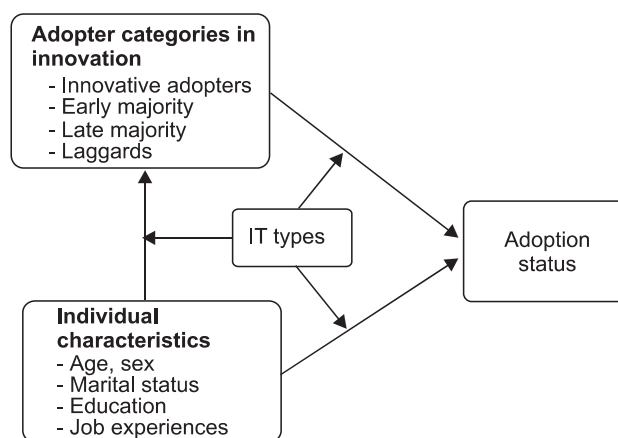 Adopter categories in
innovation
- Innovative adopters
- Early majority
- Late majority
- Laggards
IT types
Adoption
status
Individual
characteristics
- Age, sex
- Marital status
- Education
- Job experiences